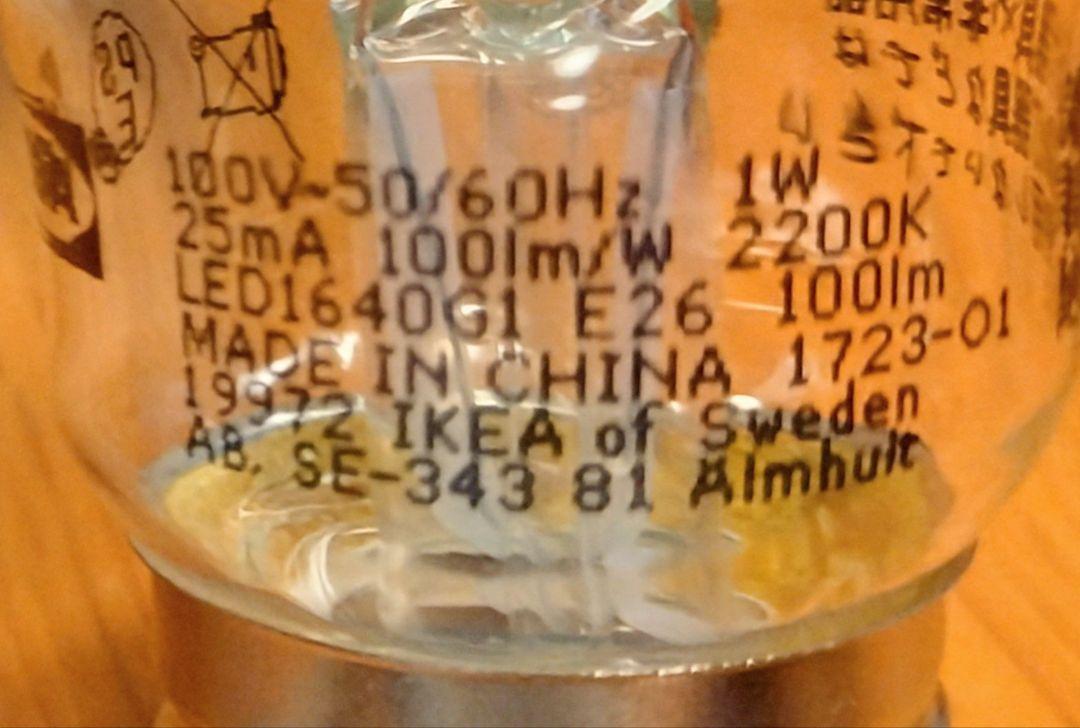 PS
E
100V~50/60Hz 1W
25mA 100lm/W 2200K
LED1640G1 E26 100lm
MADE IN CHINA 1723-01
19972 IKEA of Sweden
AB, SE-343 81 Älmhult